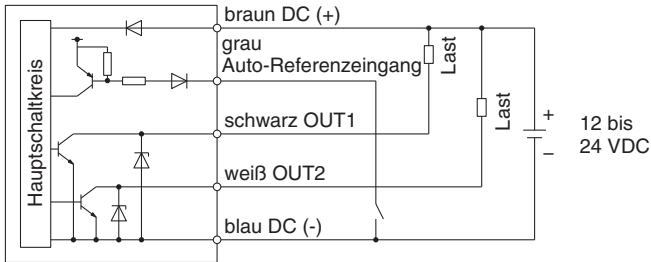 braun DC (+)
grau
Auto-Referenzeingang
Last
Last
Hauptschaltkreis
schwarz OUT1
+
12 bis
–
24 VDC
weiß OUT2
blau DC (-)